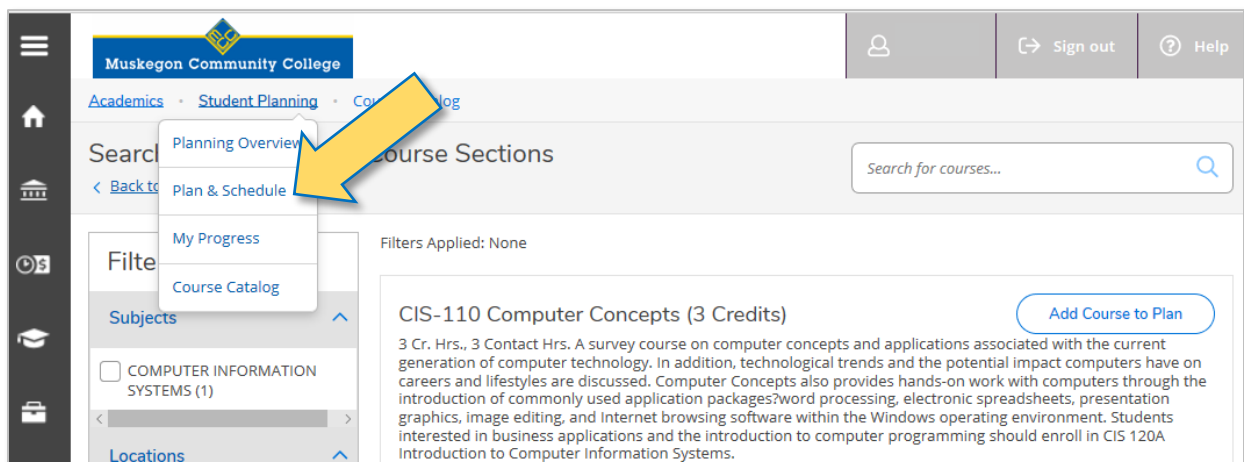 Muskegon Community College
Sign out
Help
Academics · Student Planning ·
Planning Overview
Plan & Schedule
My Progress
Course Catalog
Course Sections
< Back to
Search for courses...
Filters Applied: None
Subjects
COMPUTER INFORMATION
SYSTEMS (1)
Locations
CIS-110 Computer Concepts (3 Credits)
Add Course to Plan
3 Cr. Hrs., 3 Contact Hrs. A survey course on computer concepts and applications associated with the current
generation of computer technology. In addition, technological trends and the potential impact computers have on
careers and lifestyles are discussed. Computer Concepts also provides hands-on work with computers through the
introduction of commonly used application packages?word processing, electronic spreadsheets, presentation
graphics, image editing, and Internet browsing software within the Windows operating environment. Students
interested in business applications and the introduction to computer programming should enroll in CIS 120A
Introduction to Computer Information Systems.